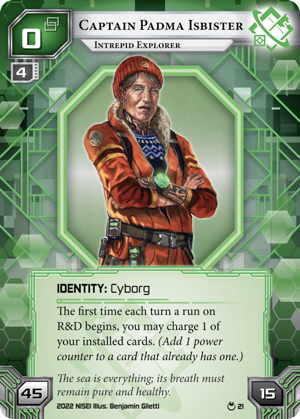 0
CAPTAIN PADMA ISBISTER
INTREPID EXPLORER
4
IDENTITY: Cyborg
The first time each turn a run on
R&D begins, you may charge 1 of
your installed cards. (Add 1 power
counter to a card that already has one.)
The sea is everything; its breath must
remain pure and healthy.
45
15
2022 NISEI Illus. Benjamin Giletti
21